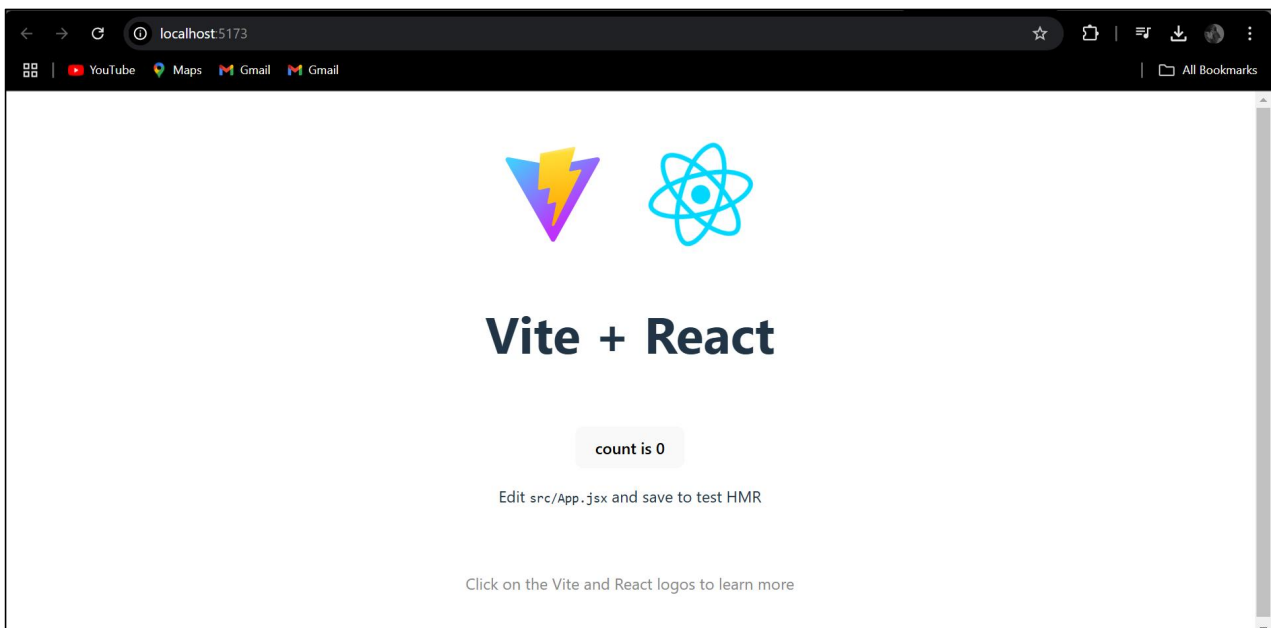 localhost:5173
YouTube Maps Gmail Gmail All Bookmarks
Vite + React
count is 0
Edit src/App.jsx and save to test HMR
Click on the Vite and React logos to learn more